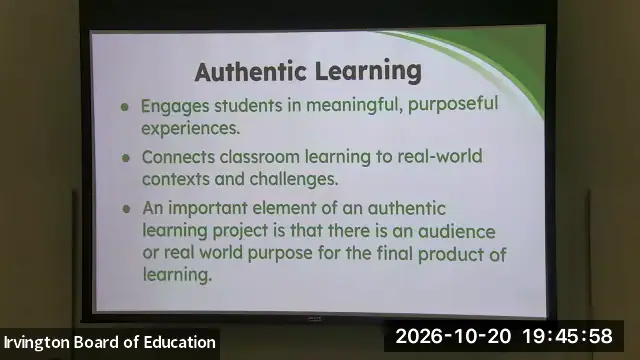 Authentic Learning
• Engages students in meaningful, purposeful
experiences.
• Connects classroom learning to real-world
contexts and challenges.
• An important element of an authentic
learning project is that there is an audience
or real world purpose for the final product of
learning.
Irvington Board of Education
2026-10-20 19:45:58